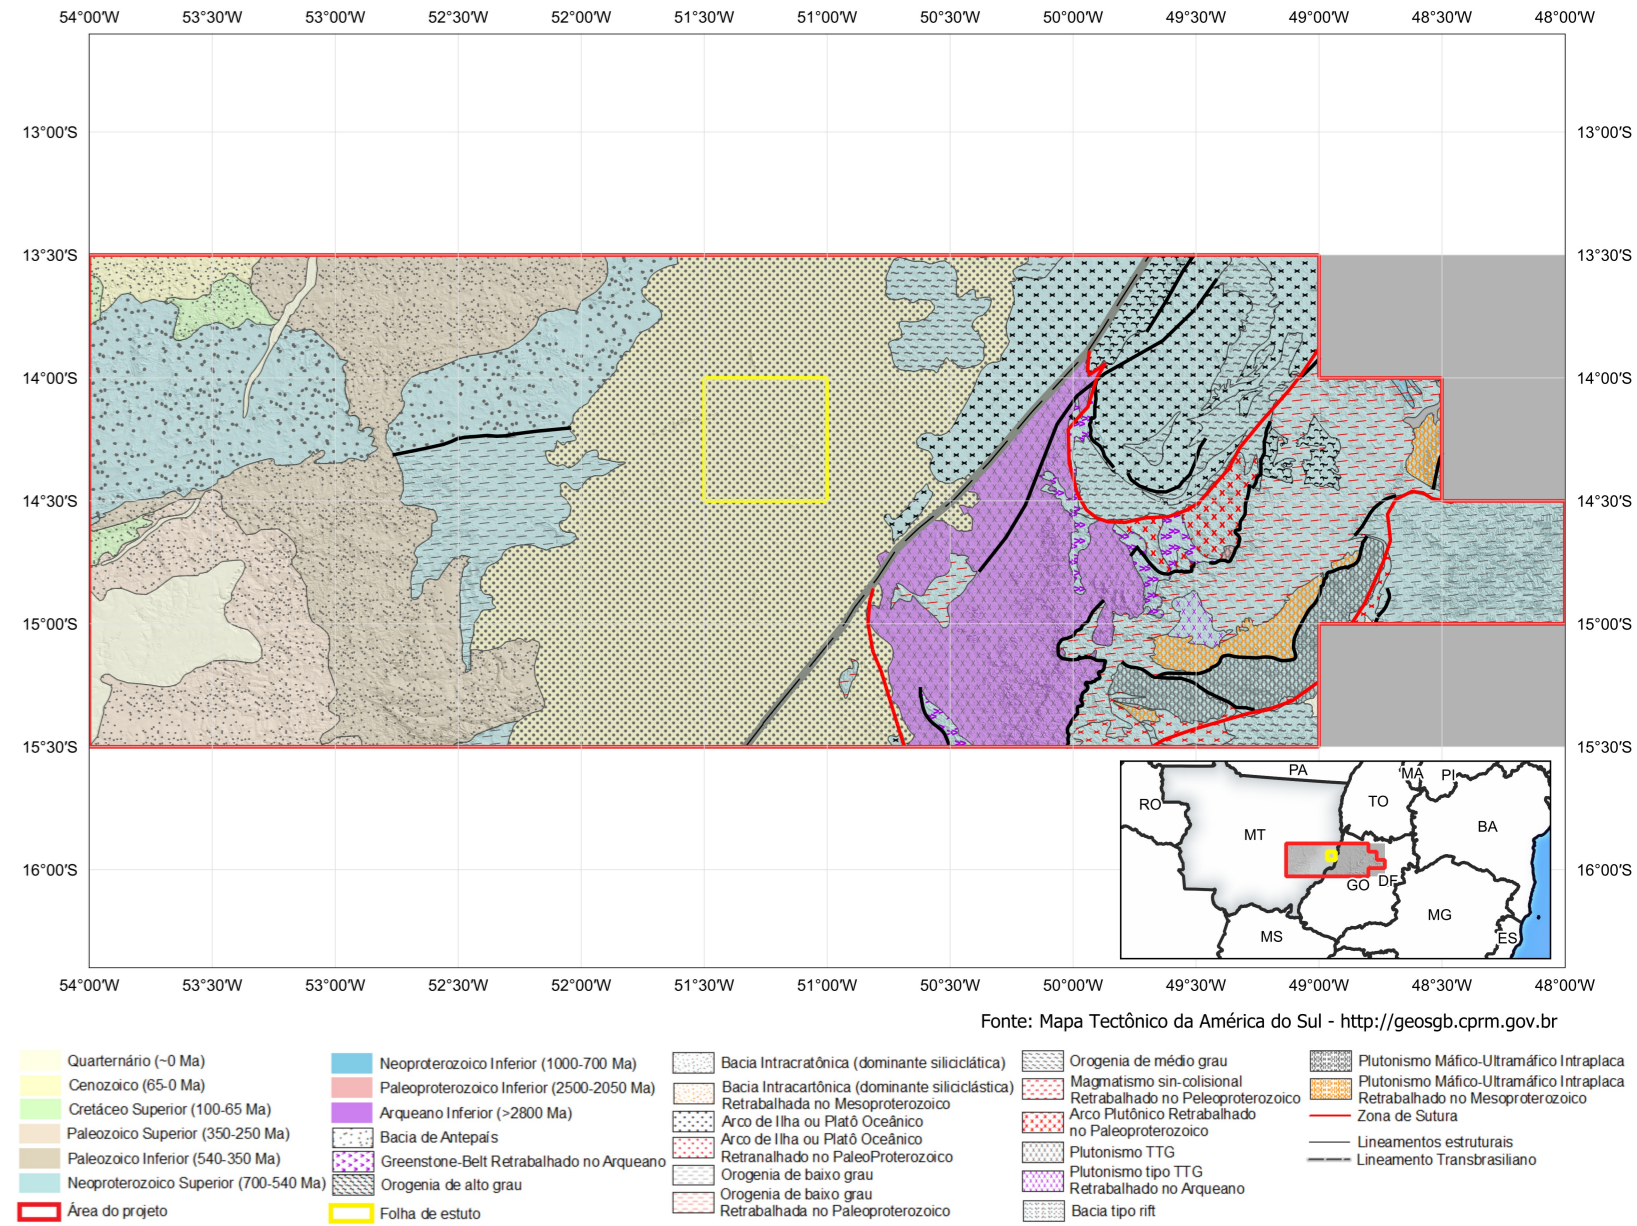 54°00'W 53°30'W 53°00'W 52°30'W 52°00'W 51°30'W 51°00'W 50°30'W 50°00'W 49°30'W 49°00'W 48°30'W 48°00'W
13°00'S 13°00'S
13°30'S 13°30'S
14°00'S 14°00'S
14°30'S 14°30'S
15°00'S 15°00'S
15°30'S 15°30'S
16°00'S 16°00'S
PA MA PI
RO TO
MT BA
GO DF
MG
MS ES
54°00'W 53°30'W 53°00'W 52°30'W 52°00'W 51°30'W 51°00'W 50°30'W 50°00'W 49°30'W 49°00'W 48°30'W 48°00'W
Fonte: Mapa Tectônico da América do Sul - http://geosgb.cprm.gov.br
Quarternário (~0 Ma)
Cenozoico (65-0 Ma)
Cretáceo Superior (100-65 Ma)
Paleozoico Superior (350-250 Ma)
Paleozoico Inferior (540-350 Ma)
Neoproterozoico Superior (700-540 Ma)
Área do projeto
Neoproterozoico Inferior (1000-700 Ma)
Paleoproterozoico Inferior (2500-2050 Ma)
Arqueano Inferior (>2800 Ma)
Bacia de Antepaís
Greenstone-Belt Retrabalhado no Arqueano
Orogenia de alto grau
Folha de estuto
Bacia Intracratônica (dominante siliciclática)
Bacia Intracartônica (dominante siliciclástica)
Retrabalhada no Mesoproterozoico
Arco de Ilha ou Platô Oceânico
Arco de Ilha ou Platô Oceânico
Retranalhado no PaleoProterozoico
Orogenia de baixo grau
Orogenia de baixo grau
Retrabalhada no Paleoproterozoico
Orogenia de médio grau
Magmatismo sin-colisional
Retrabalhado no Peleoproterozoico
Arco Plutônico Retrabalhado
no Paleoproterozoico
Plutonismo TTG
Plutonismo tipo TTG
Retrabalhado no Arqueano
Bacia tipo rift
Plutonismo Máfico-Ultramáfico Intraplaca
Plutonismo Máfico-Ultramáfico Intraplaca
Retrabalhado no Mesoproterozoico
Zona de Sutura
Lineamentos estruturais
Lineamento Transbrasiliano